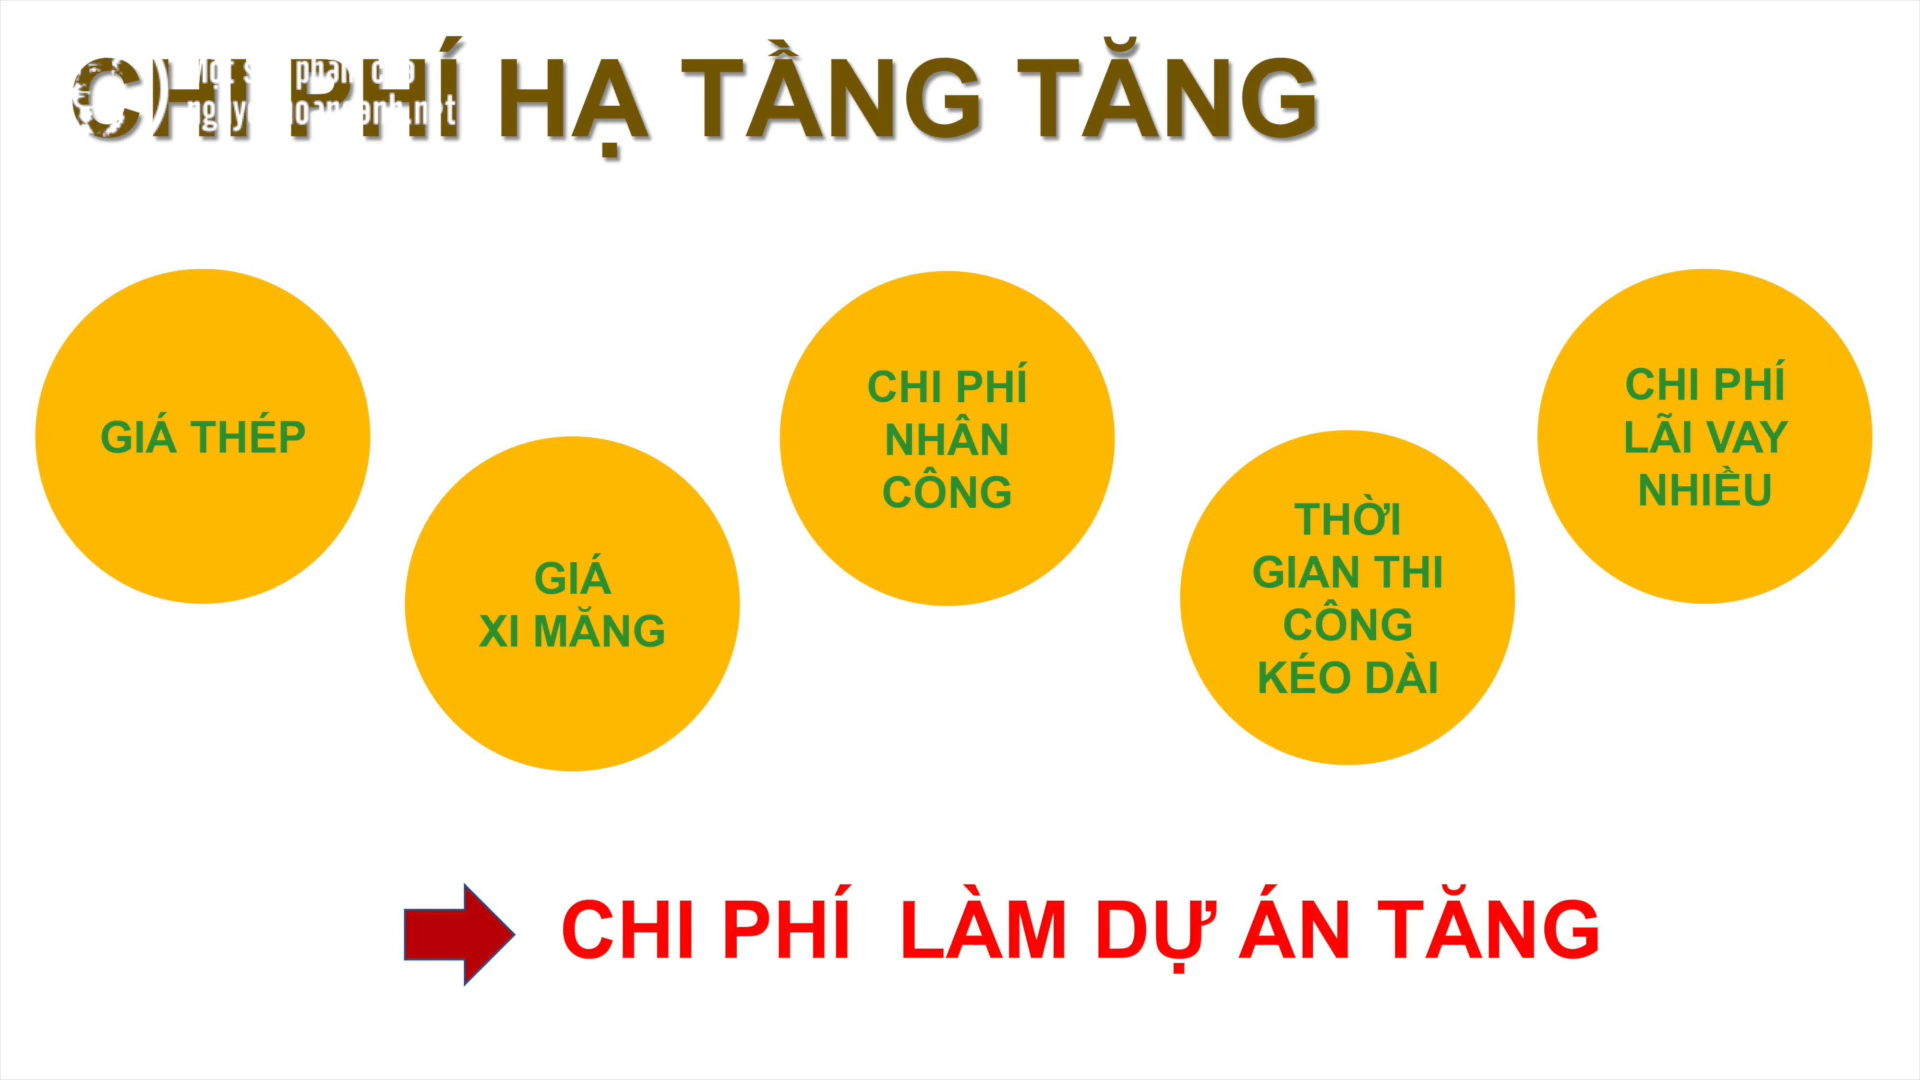 CHI PHÍ HẠ TẦNG TĂNG
GIÁ THÉP
GIÁ
XI MĂNG
CHI PHÍ
NHÂN
CÔNG
THỜI
GIAN THI
CÔNG
KÉO DÀI
CHI PHÍ
LÃI VAY
NHIỀU
CHI PHÍ LÀM DỰ ÁN TĂNG